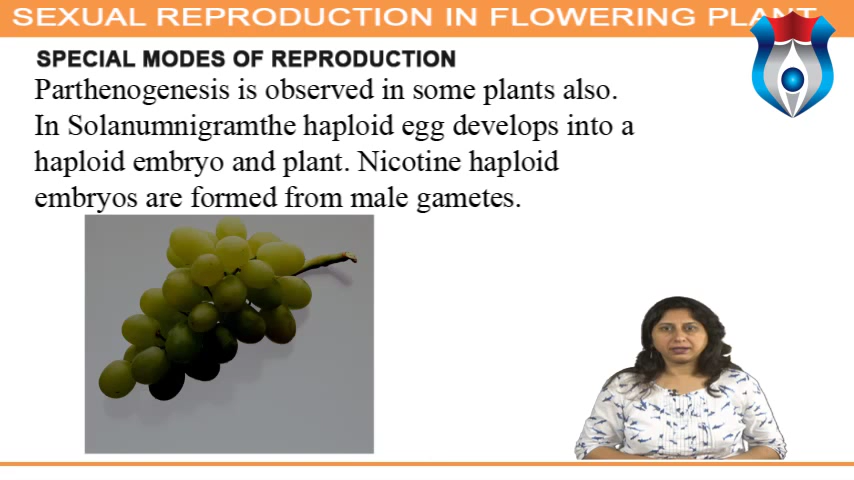 SEXUAL REPRODUCTION IN FLOWERING PLANT
SPECIAL MODES OF REPRODUCTION
Parthenogenesis is observed in some plants also.
In Solanumnigramthe haploid egg develops into a
haploid embryo and plant. Nicotine haploid
embryos are formed from male gametes.